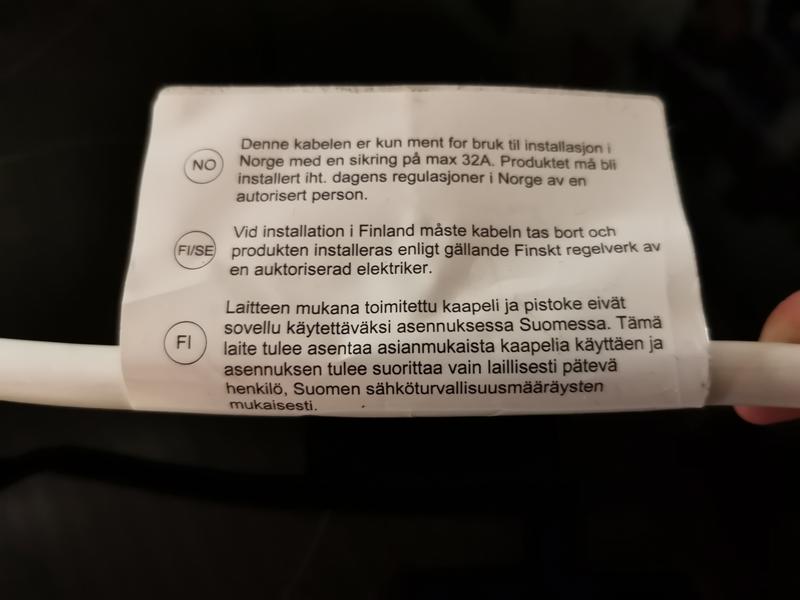 NO
Denne kabelen er kun ment for bruk til installasjon i
Norge med en sikring på max 32A. Produktet må bli
installert iht. dagens regulasjoner i Norge av en
autorisert person.
FI/SE
Vid installation i Finland måste kabeln tas bort och
produkten installeras enligt gällande Finskt regelverk av
en auktoriserad elektriker.
FI
Laitteen mukana toimitettu kaapeli ja pistoke eivät
sovellu käytettäväksi asennuksessa Suomessa. Tämä
laite tulee asentaa asianmukaista kaapelia käyttäen ja
asennuksen tulee suorittaa vain laillisesti pätevä
henkilö, Suomen sähköturvallisuusmääräysten
mukaisesti.